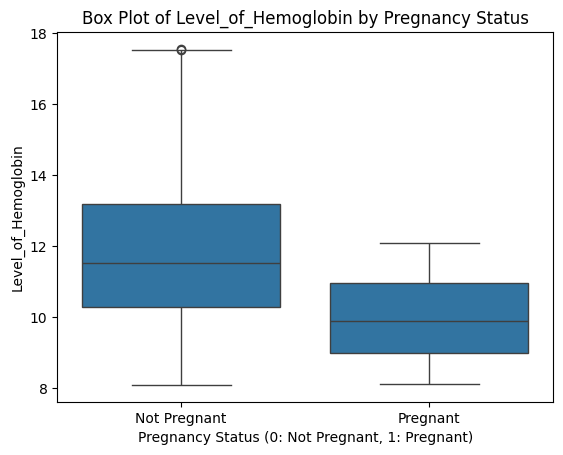 Box Plot of Level_of_Hemoglobin by Pregnancy Status
18
16
14
12
10
8
Level_of_Hemoglobin
Not Pregnant
Pregnant
Pregnancy Status (0: Not Pregnant, 1: Pregnant)